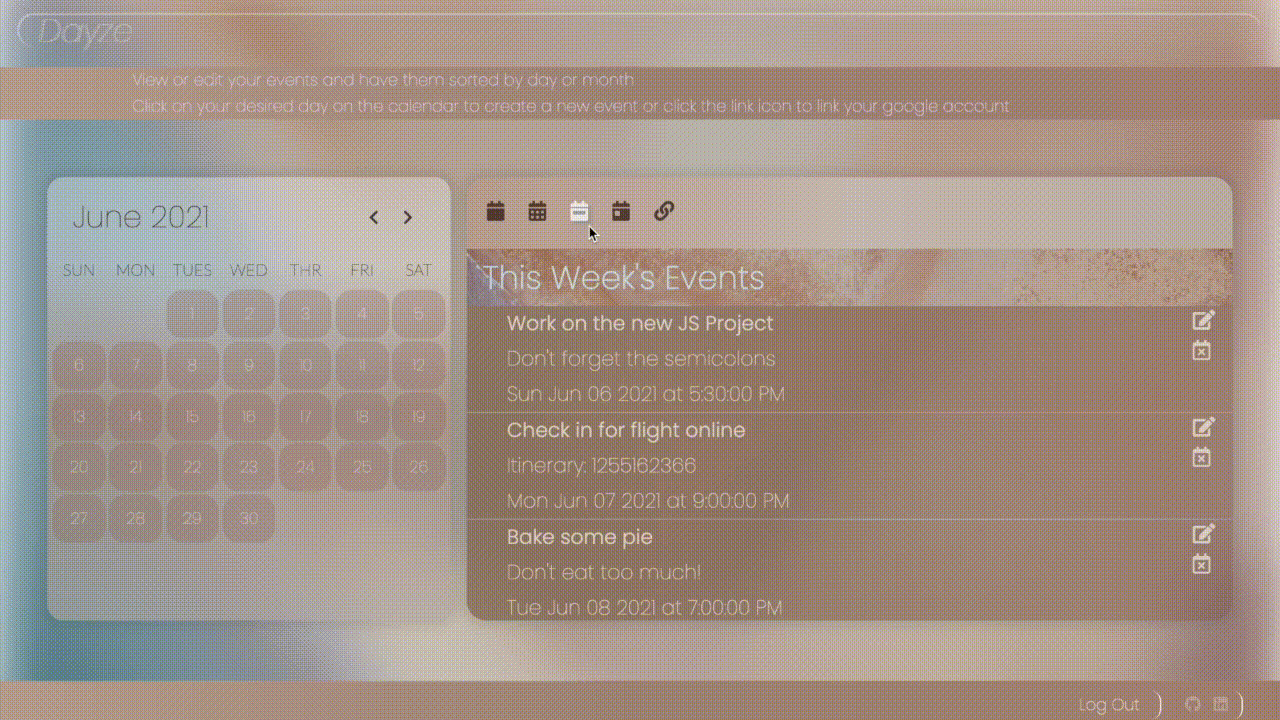 Dayze
View or edit your events and have them sorted by day or month
Click on your desired day on the calendar to create a new event or click the link icon to link your google account
June 2021
SUN MON TUES WED THR FRI SAT
1 2 3 4 5
6 7 8 9 10 11 12
13 14 15 16 17 18 19
20 21 22 23 24 25 26
27 28 29 30
This Week's Events
Work on the new JS Project
Don't forget the semicolons
Sun Jun 06 2021 at 5:30:00 PM
Check in for flight online
Itinerary: 1255162366
Mon Jun 07 2021 at 9:00:00 PM
Bake some pie
Don't eat too much!
Tue Jun 08 2021 at 7:00:00 PM
Log Out